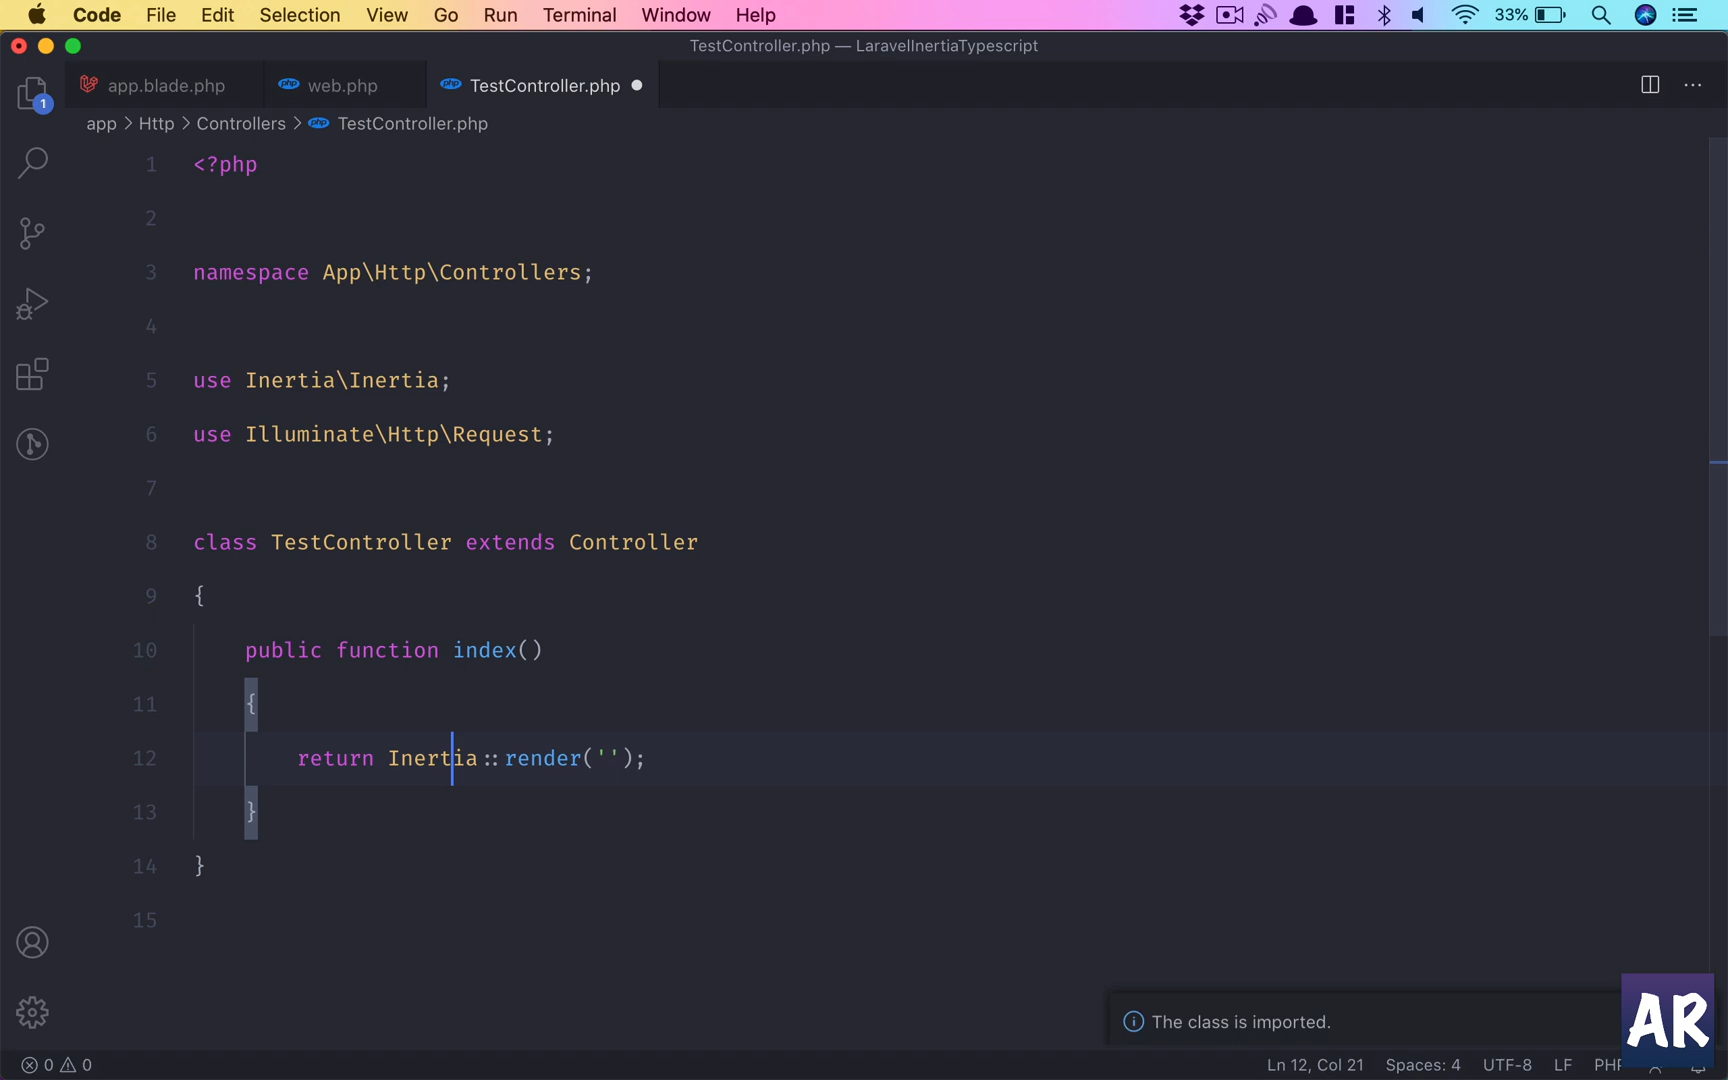 Code File Edit Selection View Go Run Terminal Window Help 33%
TestController.php — LaravelInertiaTypescript
app.blade.php web.php TestController.php
1
app > Http > Controllers > TestController.php
1 <?php
2
3 namespace App\Http\Controllers;
4
5 use Inertia\Inertia;
6 use Illuminate\Http\Request;
7
8 class TestController extends Controller
9 {
10 public function index()
11 {
12 return Inertia::render('');
13 }
14 }
15
The class is imported.
AR
0 0 Ln 12, Col 21 Spaces: 4 UTF-8 LF PHP